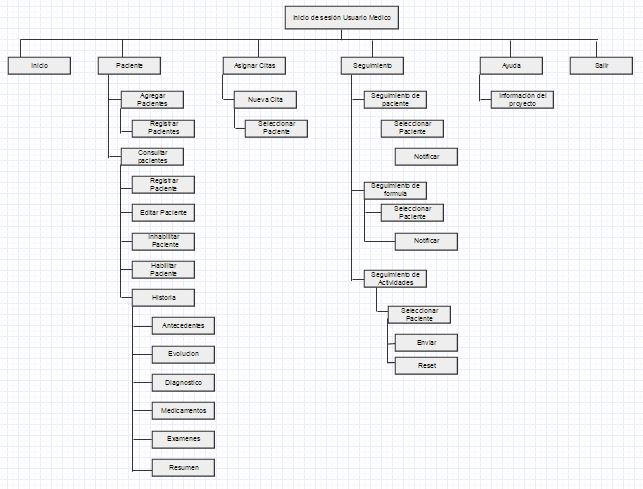 Inicio de sesión Usuario Medico
Inicio
Paciente
Asignar Citas
Seguimiento
Ayuda
Salir
Agregar
Pacientes
Registrar
Pacientes
Consultar
pacientes
Registrar
Paciente
Editar Paciente
Inhabilitar
Paciente
Habilitar
Paciente
Historia
Antecedentes
Evolucion
Diagnostico
Medicamentos
Examenes
Resumen
Nueva Cita
Seleccionar
Paciente
Seguimiento de
paciente
Seleccionar
Paciente
Notificar
Seguimiento de
formula
Seleccionar
Paciente
Notificar
Seguimiento de
Actividades
Seleccionar
Paciente
Enviar
Reset
Información del
proyecto